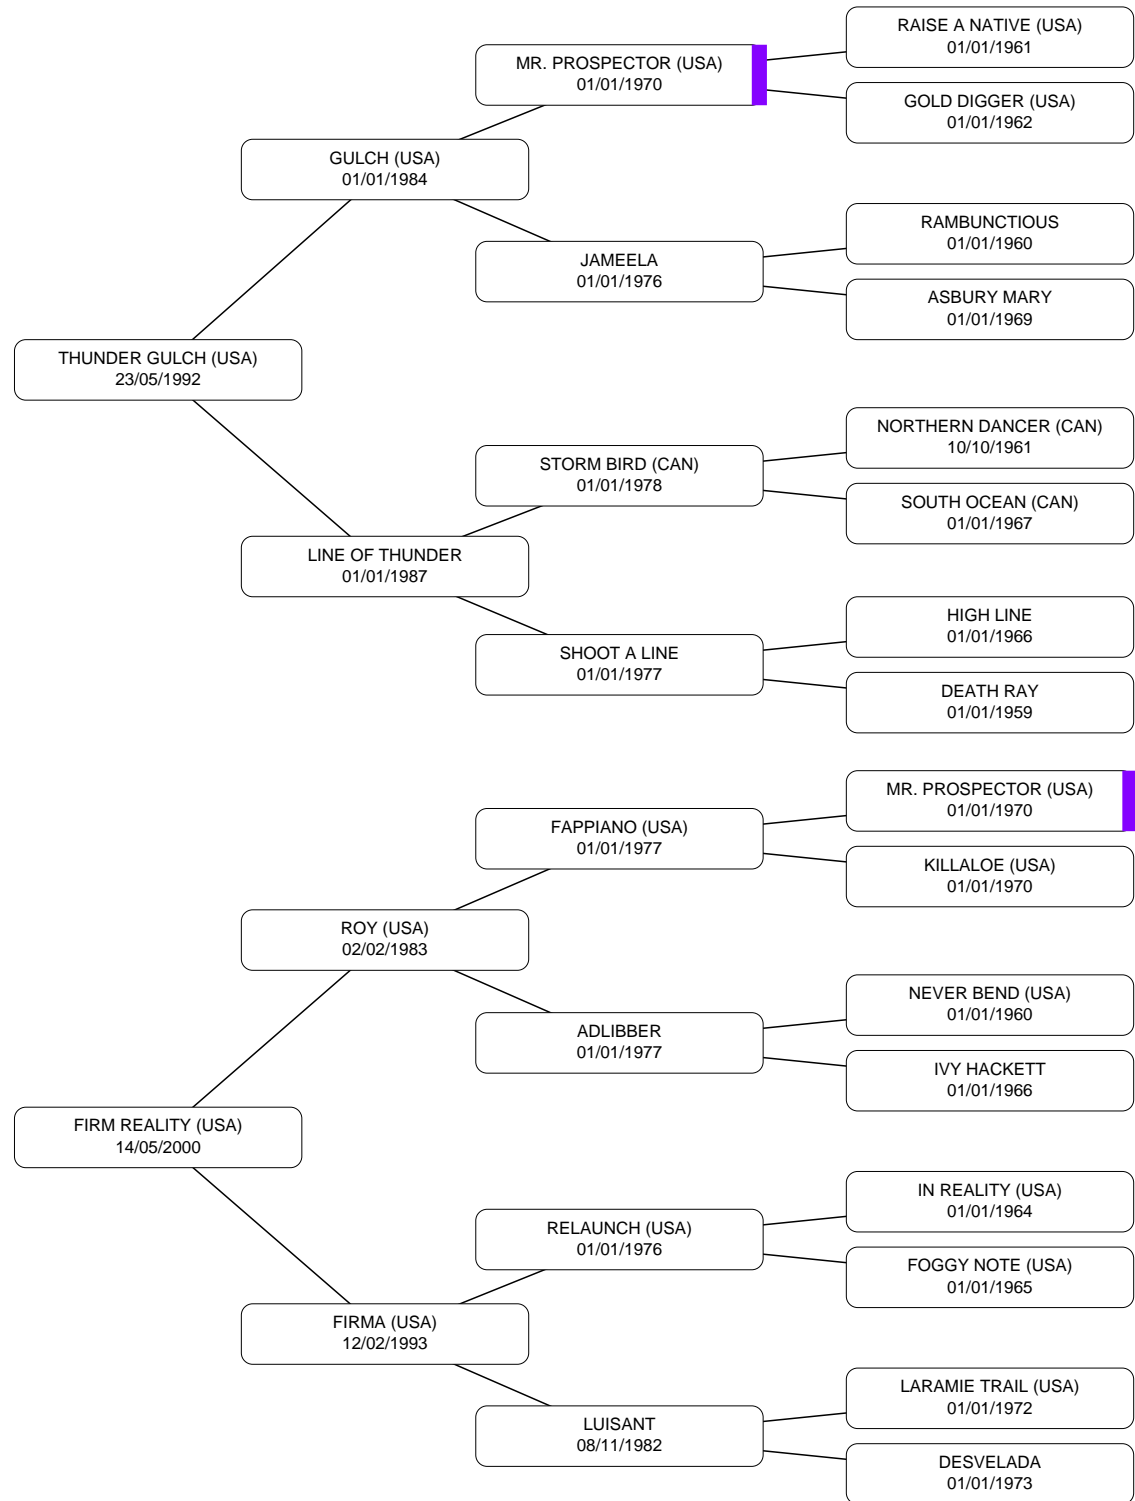 RAISE A NATIVE (USA)
01/01/1961
MR. PROSPECTOR (USA)
01/01/1970
GOLD DIGGER (USA)
01/01/1962
GULCH (USA)
01/01/1984
RAMBUNCTIOUS
01/01/1960
JAMEELA
01/01/1976
ASBURY MARY
01/01/1969
THUNDER GULCH (USA)
23/05/1992
NORTHERN DANCER (CAN)
10/10/1961
STORM BIRD (CAN)
01/01/1978
SOUTH OCEAN (CAN)
01/01/1967
LINE OF THUNDER
01/01/1987
HIGH LINE
01/01/1966
SHOOT A LINE
01/01/1977
DEATH RAY
01/01/1959
MR. PROSPECTOR (USA)
01/01/1970
FAPPIANO (USA)
01/01/1977
KILLALOE (USA)
01/01/1970
ROY (USA)
02/02/1983
NEVER BEND (USA)
01/01/1960
ADLIBBER
01/01/1977
IVY HACKETT
01/01/1966
FIRM REALITY (USA)
14/05/2000
IN REALITY (USA)
01/01/1964
RELAUNCH (USA)
01/01/1976
FOGGY NOTE (USA)
01/01/1965
FIRMA (USA)
12/02/1993
LARAMIE TRAIL (USA)
01/01/1972
LUISANT
08/11/1982
DESVELADA
01/01/1973